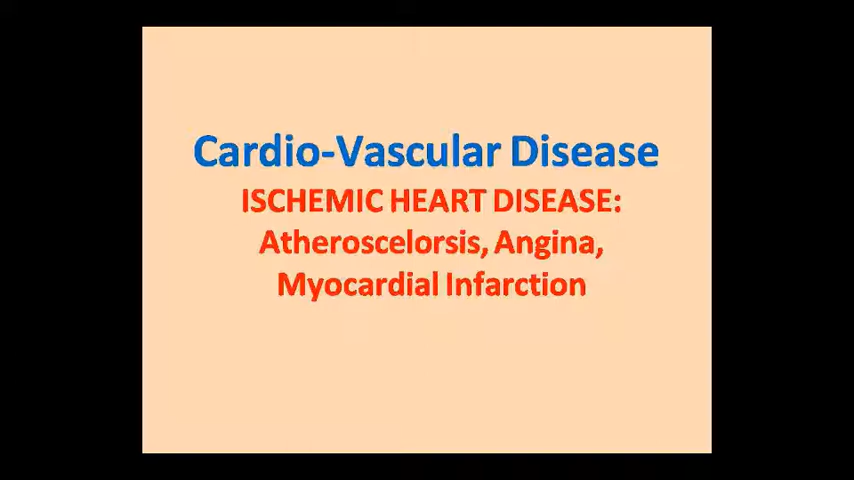 Cardio-Vascular Disease
ISCHEMIC HEART DISEASE:
Atheroscelorsis, Angina,
Myocardial Infarction